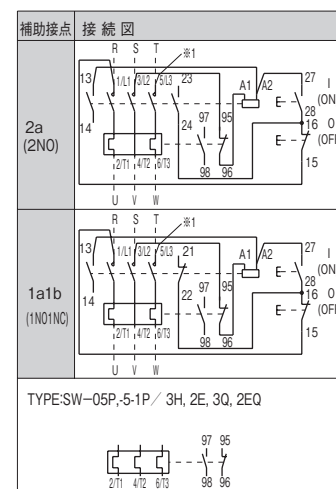 補助接点 接続図
R S T
※1
13 1/L1 3/L2 5/L3 23 A1 A2 27 I
(ON
14 24 97 95 28
16 O
(OFF
15
2/T1 4/T2 6/T3 98 96
U V W
2a
(2NO)
R S T
※1
13 1/L1 3/L2 5/L3 21 A1 A2 27 I
(ON
14 22 97 95 28
16 O
(OFF
15
2/T1 4/T2 6/T3 98 96
U V W
1a1b
(1NO1NC)
TYPE:SW-05P,-5-1P/ 3H, 2E, 3Q, 2EQ
97 95
2/T1 4/T2 6/T3 98 96